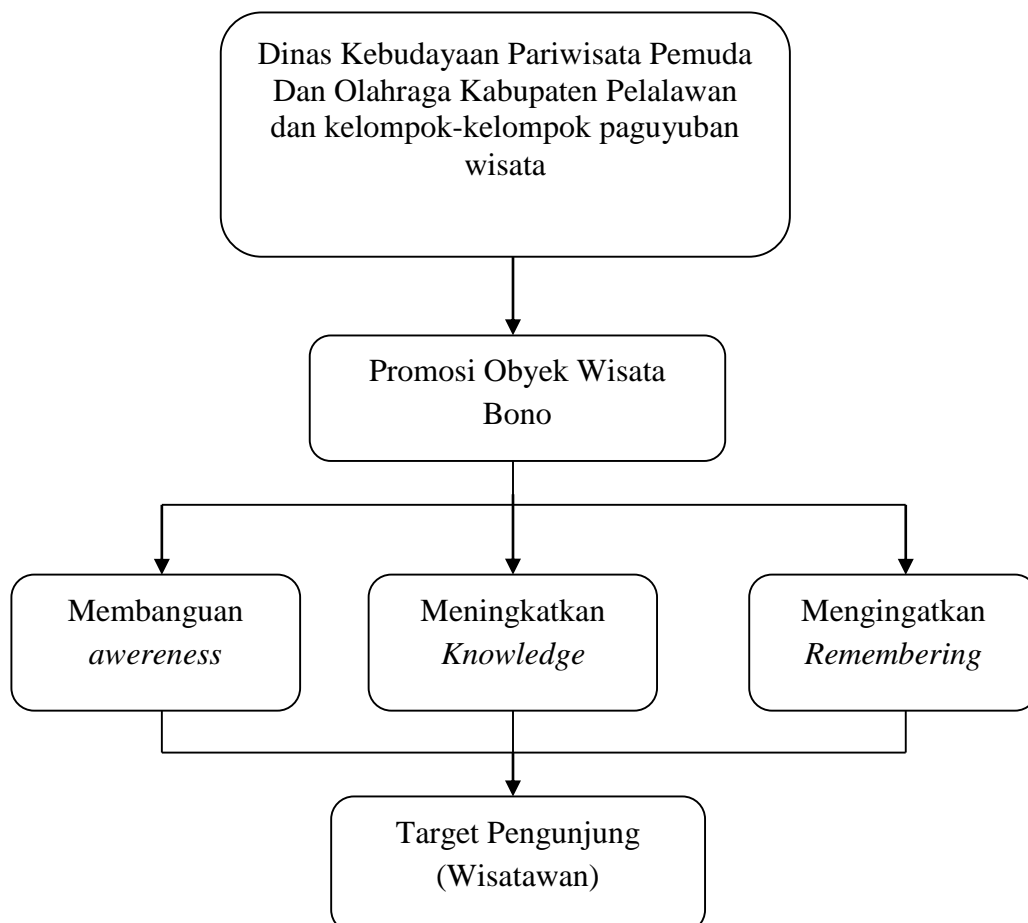 Dinas Kebudayaan Pariwisata Pemuda
Dan Olahraga Kabupaten Pelalawan
dan kelompok-kelompok paguyuban
wisata
Promosi Obyek Wisata
Bono
Membanguan
awereness
Meningkatkan
Knowledge
Mengingatkan
Remembering
Target Pengunjung
(Wisatawan)